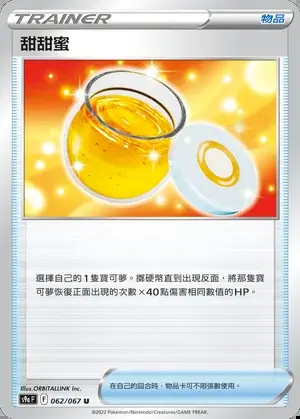 TRAINER 物品
甜甜蜜
選擇自己的1隻寶可夢。擲硬幣直到出現反面,將那隻寶
可夢恢復正面出現的次數×40點傷害相同數值的HP。
Illus.ORBITALLINK Inc.
s9a F F 062/067 U
在自己的回合時,物品卡可不限張數使用。
©2022 Pokémon/Nintendo/Creatures/GAME FREAK.